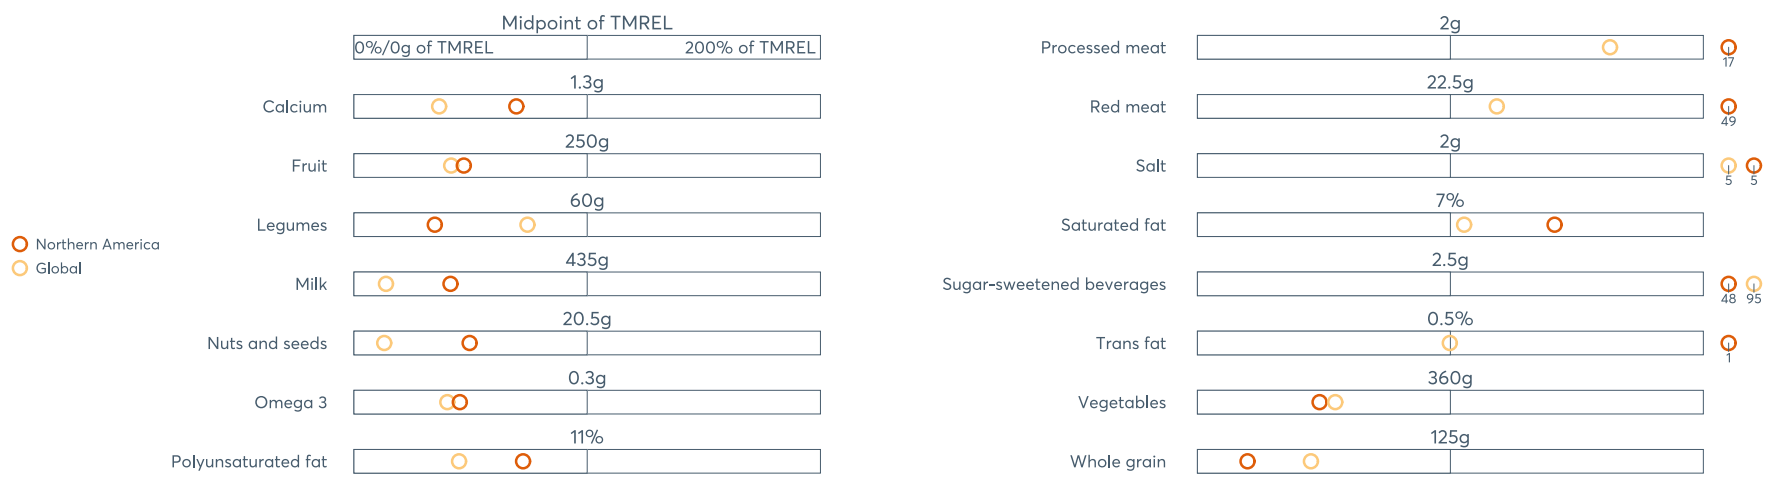 Midpoint of TMREL
0%/0g of TMREL 200% of TMREL
1.3g
Calcium
250g
Fruit
60g
Legumes
435g
Milk
20.5g
Nuts and seeds
0.3g
Omega 3
11%
Polyunsaturated fat
Northern America
Global
2g
Processed meat
17
22.5g
Red meat
49
2g
Salt
5 5
7%
Saturated fat
2.5g
Sugar-sweetened beverages
48 95
0.5%
Trans fat
1
360g
Vegetables
125g
Whole grain